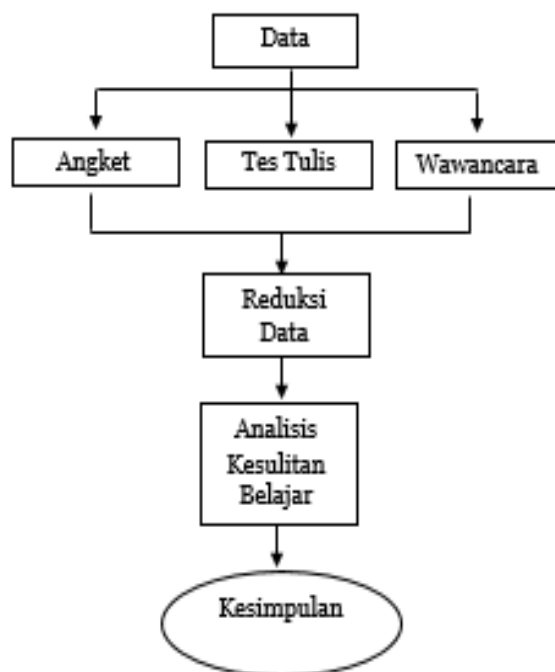 Data
Angket
Tes Tulis
Wawancara
Reduksi
Data
Analisis
Kesulitan
Belajar
Kesimpulan